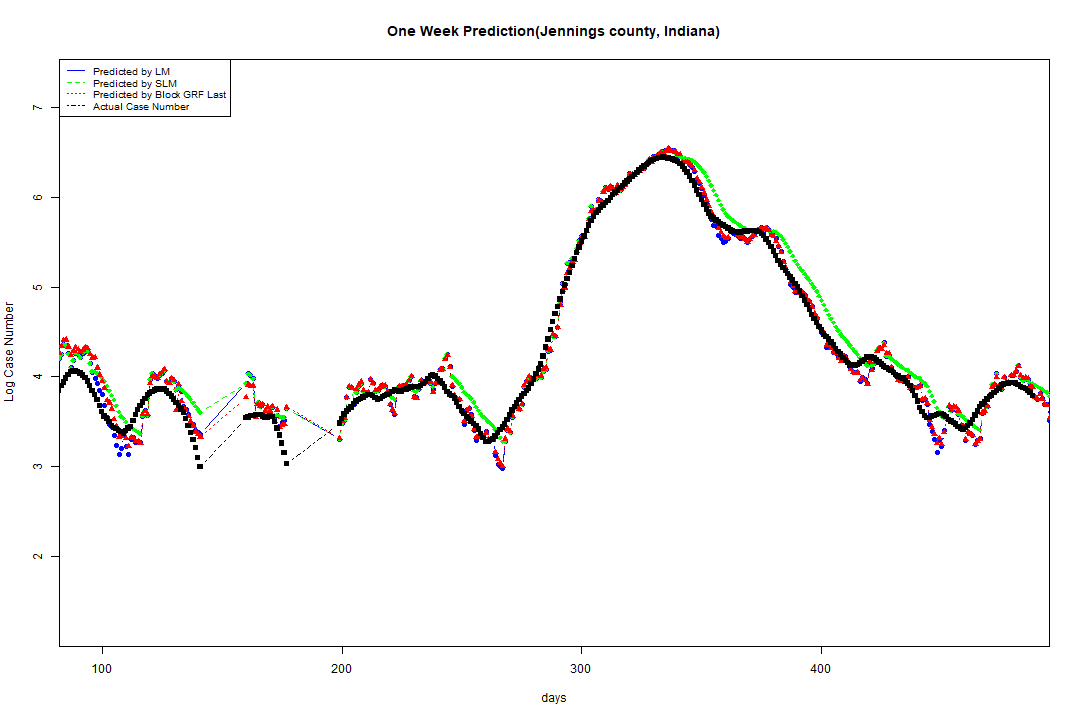 One Week Prediction(Jennings county, Indiana)
Predicted by LM
Predicted by SLM
Predicted by Block GRF Last
Actual Case Number
7
6
5
4
3
2
Log Case Number
100 200 300 400
days